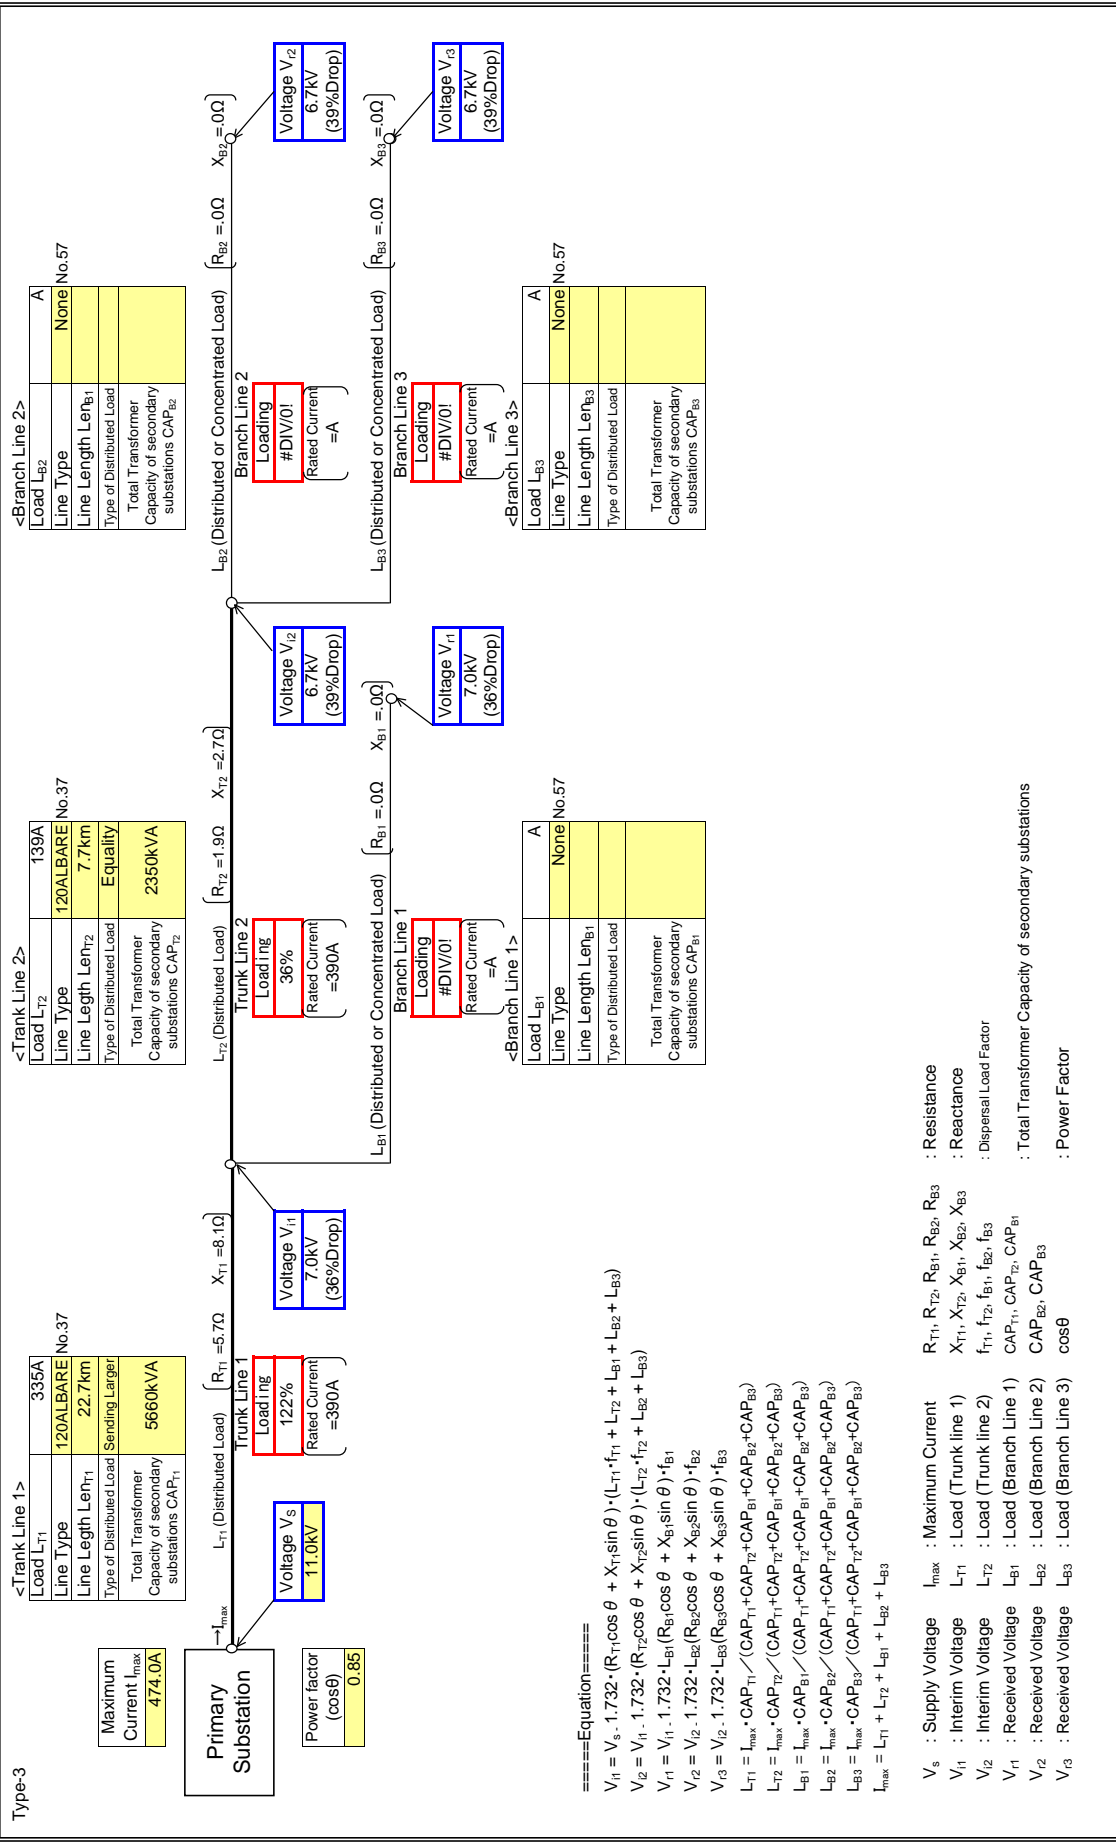 Type-3
Maximum
Current Imax
474.0A
Primary
Substation
Power factor
(cosθ)
0.85
→Imax
Voltage VS
11.0kV
<Trank Line 1>
Load LT1 335A
Line Type 120ALBARE No.37
Line Legth LenT1 22.7km
Type of Distributed Load Sending Larger
Total Transformer
Capacity of secondary
substations CAPT1
5660kVA
LT1 (Distributed Load)
RT1 =5.7Ω XT1 =8.1Ω
Trunk Line 1
Loading
122%
Rated Current
=390A
Voltage Vi1
7.0kV
(36%Drop)
<Trank Line 2>
Load LT2 139A
Line Type 120ALBARE No.37
Line Legth LenT2 7.7km
Type of Distributed Load Equality
Total Transformer
Capacity of secondary
substations CAPT2
2350kVA
LT2 (Distributed Load)
RT2 =1.9Ω XT2 =2.7Ω
Trunk Line 2
Loading
36%
Rated Current
=390A
Voltage Vi2
6.7kV
(39%Drop)
LB1 (Distributed or Concentrated Load)
RB1 =.0Ω XB1 =.0Ω
Branch Line 1
Loading
#DIV/0!
Rated Current
=A
Voltage Vr1
7.0kV
(36%Drop)
<Branch Line 1>
Load LB1 A
Line Type None No.57
Line Length LenB1
Type of Distributed Load
Total Transformer
Capacity of secondary
substations CAPB1
<Branch Line 2>
Load LB2 A
Line Type None No.57
Line Length LenB1
Type of Distributed Load
Total Transformer
Capacity of secondary
substations CAPB2
LB2 (Distributed or Concentrated Load)
RB2 =.0Ω XB2 =.0Ω
Branch Line 2
Loading
#DIV/0!
Rated Current
=A
Voltage Vr2
6.7kV
(39%Drop)
LB3 (Distributed or Concentrated Load)
RB3 =.0Ω XB3 =.0Ω
Branch Line 3
Loading
#DIV/0!
Rated Current
=A
Voltage Vr3
6.7kV
(39%Drop)
<Branch Line 3>
Load LB3 A
Line Type None No.57
Line Length LenB3
Type of Distributed Load
Total Transformer
Capacity of secondary
substations CAPB3
=====Equation=====
Vi1 = Vs - 1.732・(RT1cos θ + XT1sin θ)・(LT1・fT1 + LT2 + LB1 + LB2 + LB3)
Vi2 = Vi1 - 1.732・(RT2cos θ + XT2sin θ)・(LT2・fT2 + LB2 + LB3)
Vr1 = Vi1 - 1.732・LB1(RB1cos θ + XB1sin θ)・fB1
Vr2 = Vi2 - 1.732・LB2(RB2cos θ + XB2sin θ)・fB2
Vr3 = Vi2 - 1.732・LB3(RB3cos θ + XB3sin θ)・fB3
LT1 = Imax・CAPT1／(CAPT1+CAPT2+CAPB1+CAPB2+CAPB3)
LT2 = Imax・CAPT2／(CAPT1+CAPT2+CAPB1+CAPB2+CAPB3)
LB1 = Imax・CAPB1／(CAPT1+CAPT2+CAPB1+CAPB2+CAPB3)
LB2 = Imax・CAPB2／(CAPT1+CAPT2+CAPB1+CAPB2+CAPB3)
LB3 = Imax・CAPB3／(CAPT1+CAPT2+CAPB1+CAPB2+CAPB3)
Imax = LT1 + LT2 + LB1 + LB2 + LB3
Vs : Supply Voltage Imax : Maximum Current RT1, RT2, RB1, RB2, RB3 : Resistance
Vi1 : Interim Voltage LT1 : Load (Trunk line 1) XT1, XT2, XB1, XB2, XB3 : Reactance
Vi2 : Interim Voltage LT2 : Load (Trunk line 2) fT1, fT2, fB1, fB2, fB3 : Dispersal Load Factor
Vr1 : Received Voltage LB1 : Load (Branch Line 1) CAPT1, CAPT2, CAPB1 : Total Transformer Capacity of secondary substations
Vr2 : Received Voltage LB2 : Load (Branch Line 2) CAPB2, CAPB3
Vr3 : Received Voltage LB3 : Load (Branch Line 3) cosθ : Power Factor